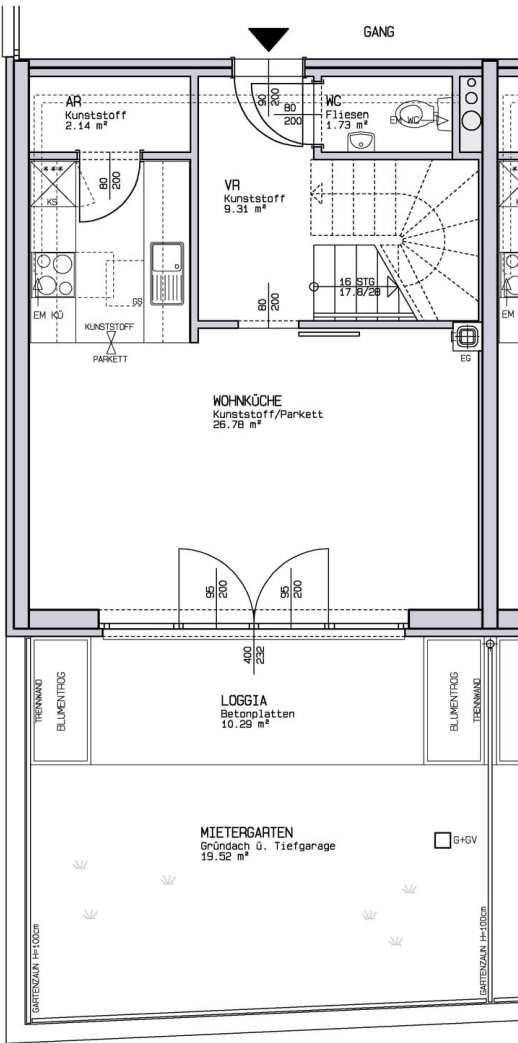 GANG
AR
Kunststoff
2.14 m²
90
200
80
200
WC
Fliesen
1.73 m²
EM WC
80
200
KS
VR
Kunststoff
9.31 m²
16 STG
17.8/28
GS
EM KÜ
KUNSTSTOFF
PARKETT
80
200
EG
WOHNKÜCHE
Kunststoff/Parkett
26.78 m²
95
200
95
200
400
232
TRENNWAND
BLUMENTROG
LOGGIA
Betonplatten
10.29 m²
BLUMENTROG
TRENNWAND
MIETERGARTEN
Gründach ü. Tiefgarage
19.52 m²
G+GV
GARTENZAUN H=100cm
GARTENZAUN H=100cm
EM